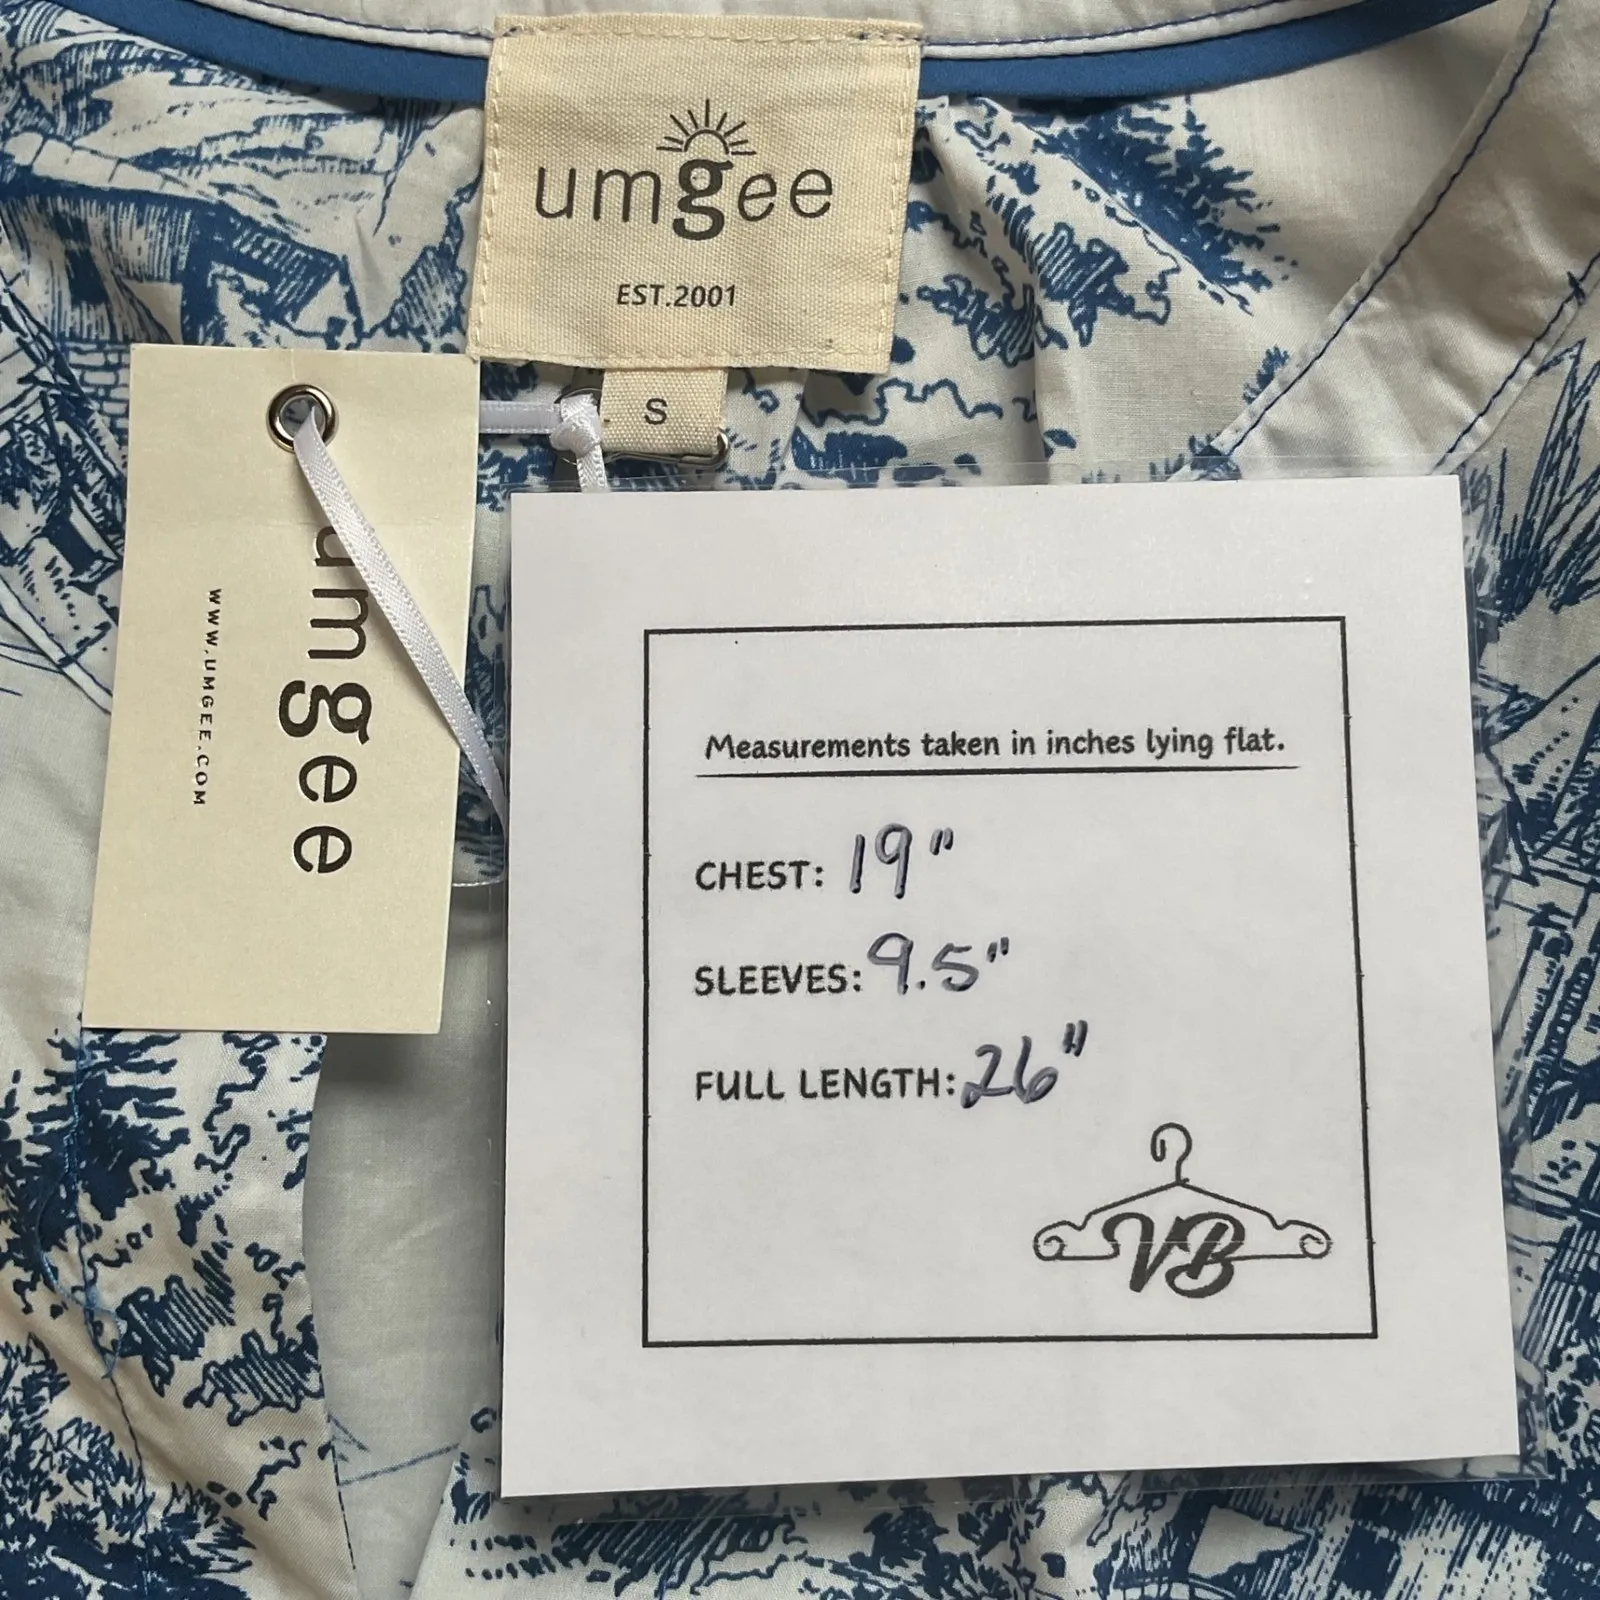 umgee
EST.2001
S
umgee
WWW.UMGEE.COM
Measurements taken in inches lying flat.
CHEST: 19"
SLEEVES: 9.5"
FULL LENGTH: 26"
VB